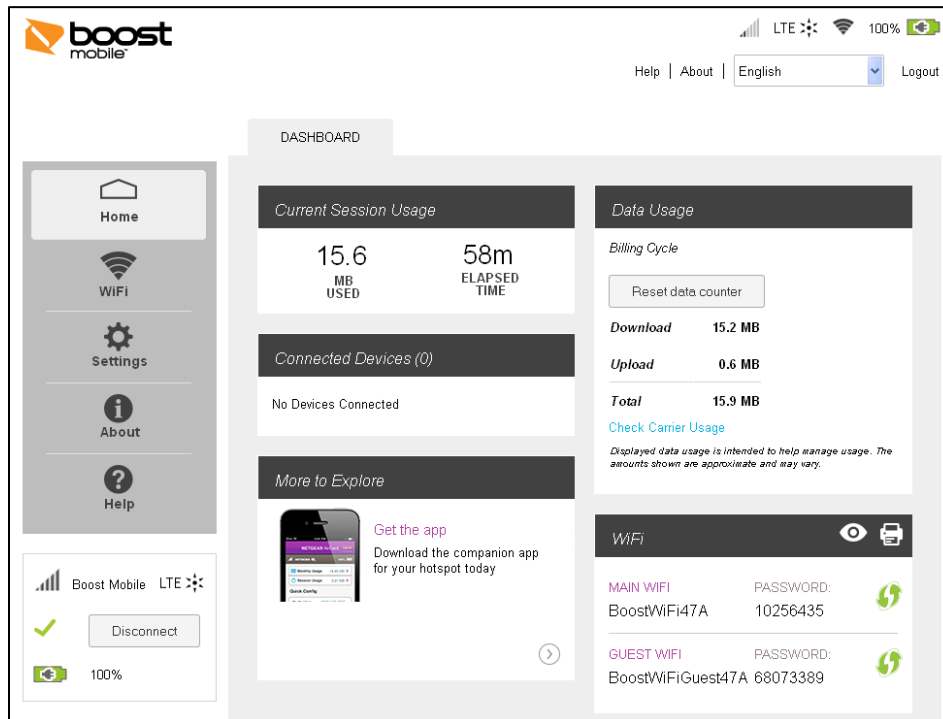 boost
mobile
LTE
100%
Help | About | English
Logout
DASHBOARD
Home
WiFi
Settings
About
Help
Boost Mobile LTE
Disconnect
100%
Current Session Usage
15.6
MB
USED
58m
ELAPSED
TIME
Connected Devices (0)
No Devices Connected
More to Explore
NETGEAR
Quick Config
Get the app
Download the companion app
for your hotspot today
Data Usage
Billing Cycle
Reset data counter
Download 15.2 MB
Upload 0.6 MB
Total 15.9 MB
Check Carrier Usage
Displayed data usage is intended to help manage usage. The
amounts shown are approximate and may vary.
WiFi
MAIN WIFI PASSWORD:
BoostWiFi47A 10256435
GUEST WIFI PASSWORD:
BoostWiFiGuest47A 68073389